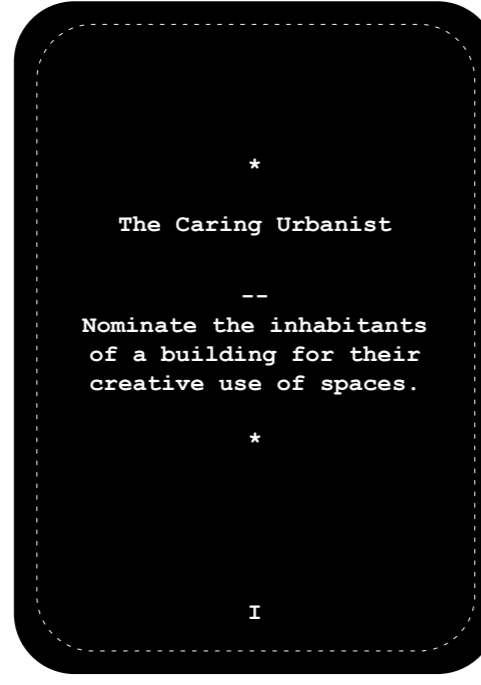 *
The Caring Urbanist
--
Nominate the inhabitants
of a building for their
creative use of spaces.
*
I